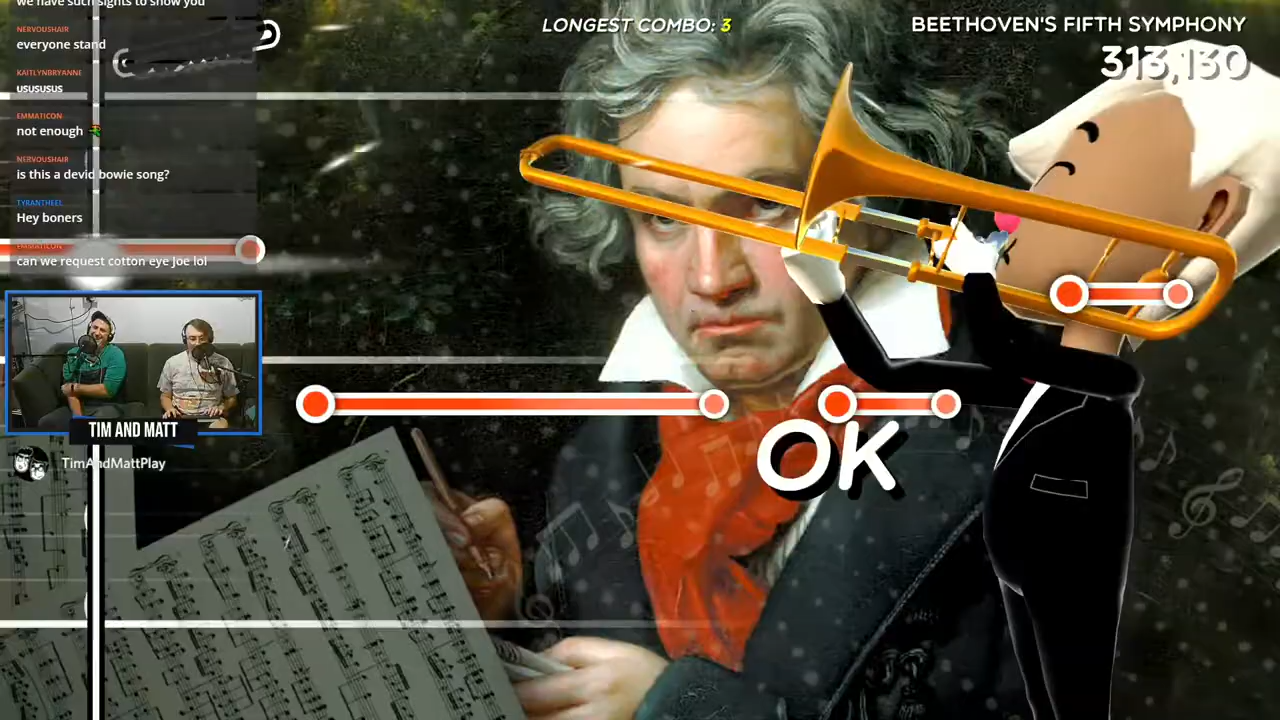 we have such sights to show you
NERVOUSHAIR
everyone stand
KAITLYNBRYANNE
ususususus
EMMATICON
not enough
NERVOUSHAIR
is this a devid bowie song?
TYRANTHEEL
Hey boners
EMMATICON
can we request cotton eye joe lol
TIM AND MATT
TimAndMattPlay
LONGEST COMBO: 3
BEETHOVEN'S FIFTH SYMPHONY
313,130
OK